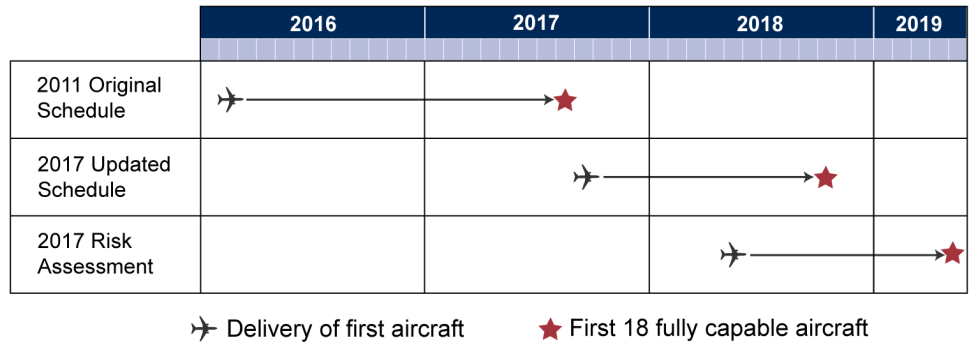 2016 2017 2018 2019
2011 Original
Schedule
2017 Updated
Schedule
2017 Risk
Assessment
Delivery of first aircraft First 18 fully capable aircraft